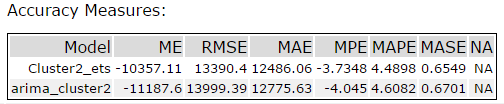 Accuracy Measures:
Model ME RMSE MAE MPE MAPE MASE NA
Cluster2_ets -10357.11 13390.4 12486.06 -3.7348 4.4898 0.6549 NA
arima_cluster2 -11187.6 13999.39 12775.63 -4.045 4.6082 0.6701 NA